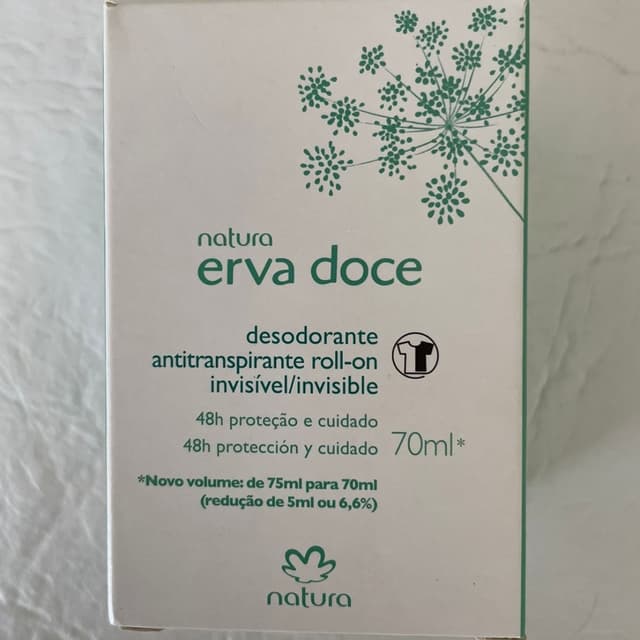 natura
erva doce
desodorante
antitranspirante roll-on
invisível/invisible
48h proteção e cuidado
48h protección y cuidado
70ml*
*Novo volume: de 75ml para 70ml
(redução de 5ml ou 6,6%)
natura